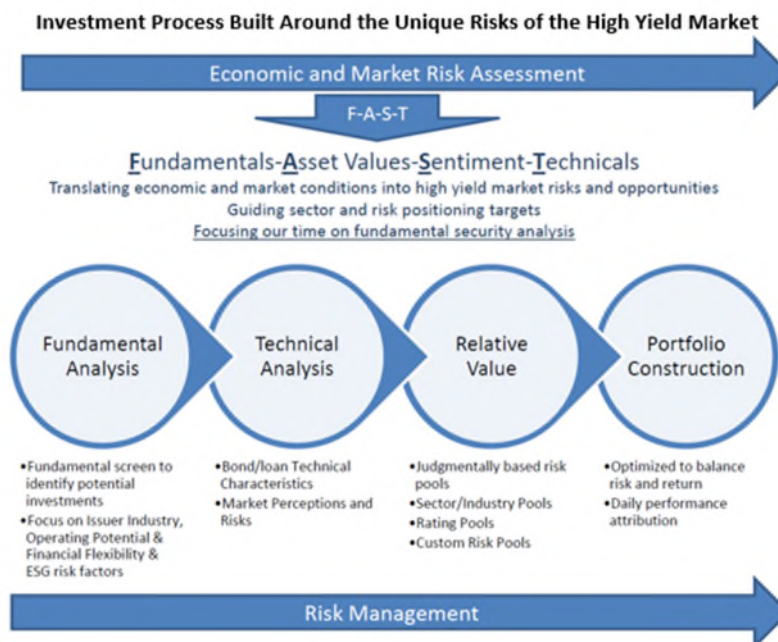 Investment Process Built Around the Unique Risks of the High Yield Market
Economic and Market Risk Assessment
F-A-S-T
Fundamentals-Asset Values-Sentiment-Technicals
Translating economic and market conditions into high yield market risks and opportunities
Guiding sector and risk positioning targets
Focusing our time on fundamental security analysis
Fundamental
Analysis
Technical
Analysis
Relative
Value
Portfolio
Construction
•Fundamental screen to
identify potential
investments
•Focus on Issuer Industry,
Operating Potential &
Financial Flexibility &
ESG risk factors
•Bond/loan Technical
Characteristics
•Market Perceptions and
Risks
•Judgmentally based risk
pools
•Sector/Industry Pools
•Rating Pools
•Custom Risk Pools
•Optimized to balance
risk and return
•Daily performance
attribution
Risk Management